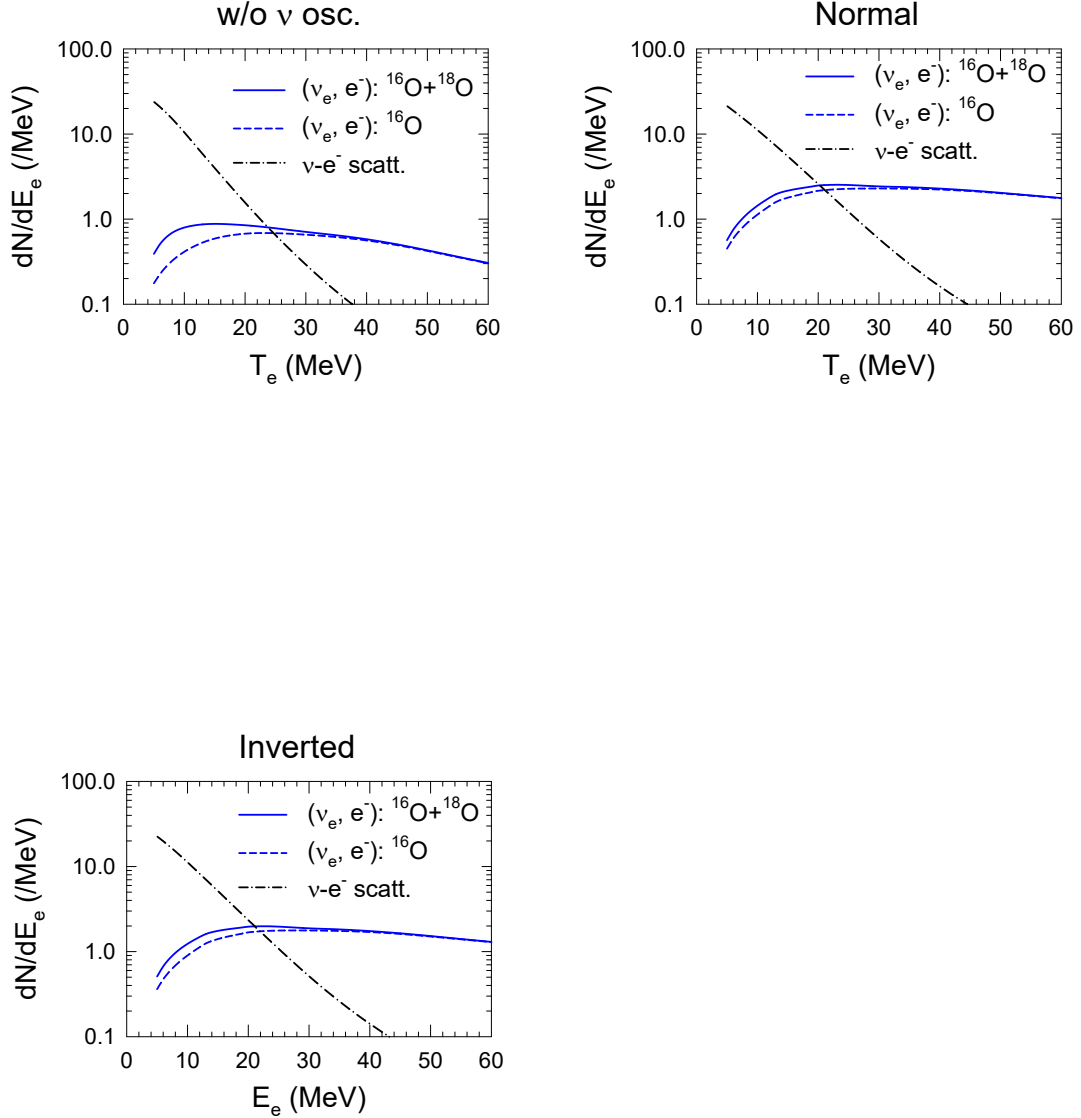 w/o ν osc.
100.0
10.0
1.0
0.1
dN/dE_e (/MeV)
(ν_e, e⁻): ¹⁶O+¹⁸O
(ν_e, e⁻): ¹⁶O
ν-e⁻ scatt.
0 10 20 30 40 50 60
T_e (MeV)
Normal
100.0
10.0
1.0
0.1
dN/dE_e (/MeV)
(ν_e, e⁻): ¹⁶O+¹⁸O
(ν_e, e⁻): ¹⁶O
ν-e⁻ scatt.
0 10 20 30 40 50 60
T_e (MeV)
Inverted
100.0
10.0
1.0
0.1
dN/dE_e (/MeV)
(ν_e, e⁻): ¹⁶O+¹⁸O
(ν_e, e⁻): ¹⁶O
ν-e⁻ scatt.
0 10 20 30 40 50 60
E_e (MeV)